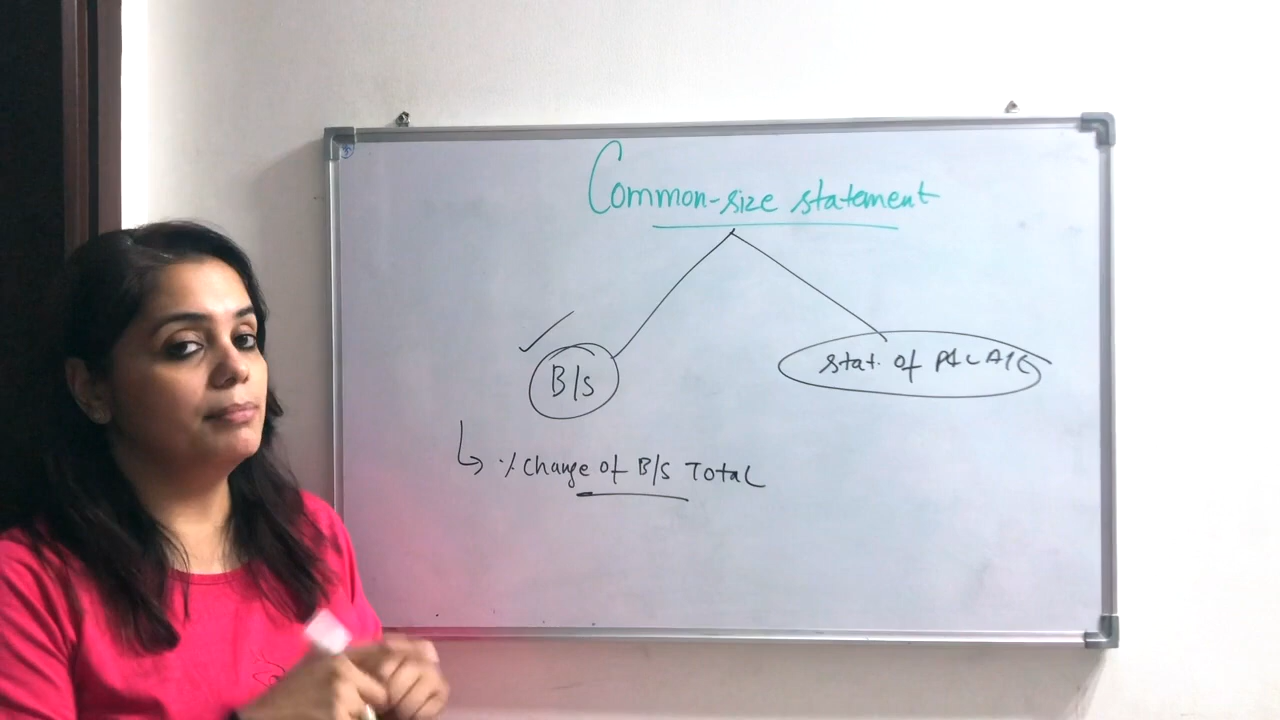 Common-size statement
B/S
Stat. of P&L A/C
% Change of B/S Total